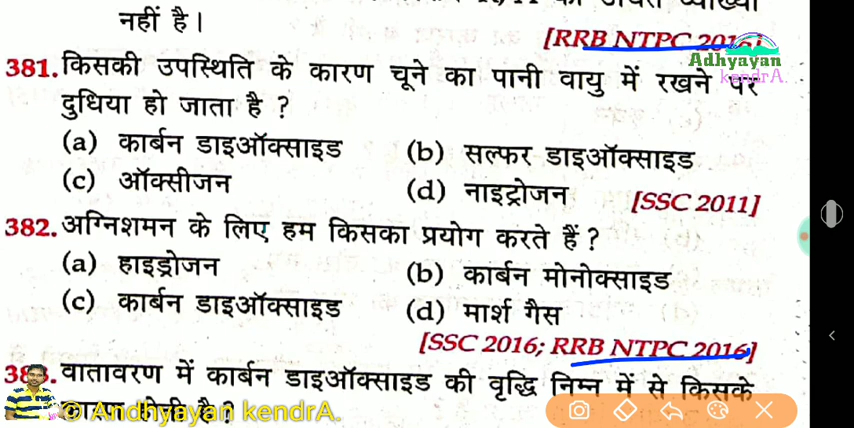 नहीं है।
[RRB NTPC 2016]
Adhyayan
kendrA
381. किसकी उपस्थिति के कारण चूने का पानी वायु में रखने पर
दुधिया हो जाता है ?
(a) कार्बन डाइऑक्साइड (b) सल्फर डाइऑक्साइड
(c) ऑक्सीजन (d) नाइट्रोजन [SSC 2011]
382. अग्निशमन के लिए हम किसका प्रयोग करते हैं ?
(a) हाइड्रोजन (b) कार्बन मोनोक्साइड
(c) कार्बन डाइऑक्साइड (d) मार्श गैस
[SSC 2016; RRB NTPC 2016]
वातावरण में कार्बन डाइऑक्साइड की वृद्धि निम्न में से किसके
© Andhyayan kendrA.
होती है ?